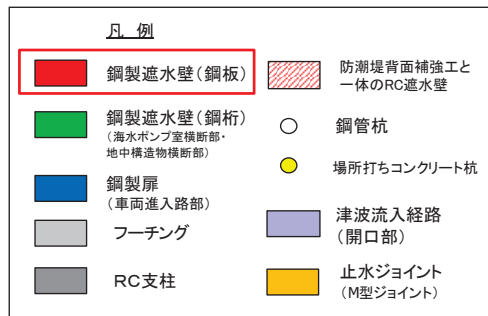 凡 例
鋼製遮水壁(鋼板)
鋼製遮水壁(鋼桁)
(海水ポンプ室横断部・
地中構造物横断部)
鋼製扉
(車両進入路部)
フーチング
RC支柱
防潮堤背面補強工と
一体のRC遮水壁
鋼管杭
場所打ちコンクリート杭
津波流入経路
(開口部)
止水ジョイント
(M型ジョイント)